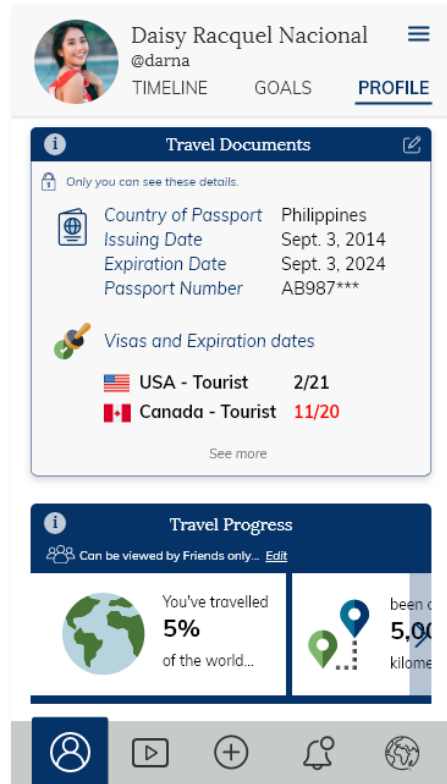 Daisy Racquel Nacional
@darna
TIMELINE GOALS PROFILE
i Travel Documents
Only you can see these details.
Country of Passport Philippines
Issuing Date Sept. 3, 2014
Expiration Date Sept. 3, 2024
Passport Number AB987***
Visas and Expiration dates
USA - Tourist 2/21
Canada - Tourist 11/20
See more
i Travel Progress
Can be viewed by Friends only... Edit
You've travelled
5%
of the world...
been
kilome